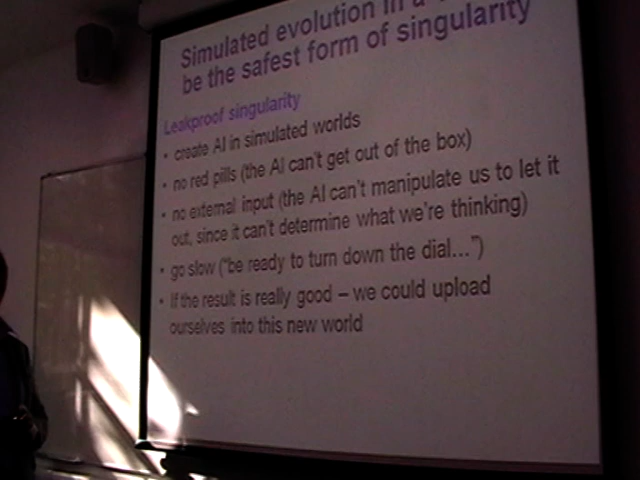 Simulated evolution in a
be the safest form of singularity
Leakproof singularity
• create AI in simulated worlds
• no red pills (the AI can't get out of the box)
• no external input (the AI can't manipulate us to let it
out, since it can't determine what we're thinking)
• go slow ("be ready to turn down the dial...")
• If the result is really good – we could upload
ourselves into this new world